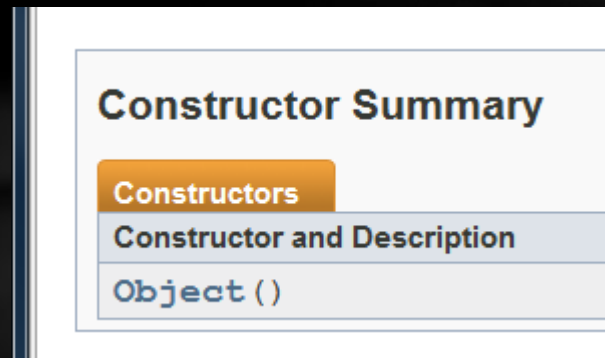 Constructor Summary
Constructors
Constructor and Description
Object()